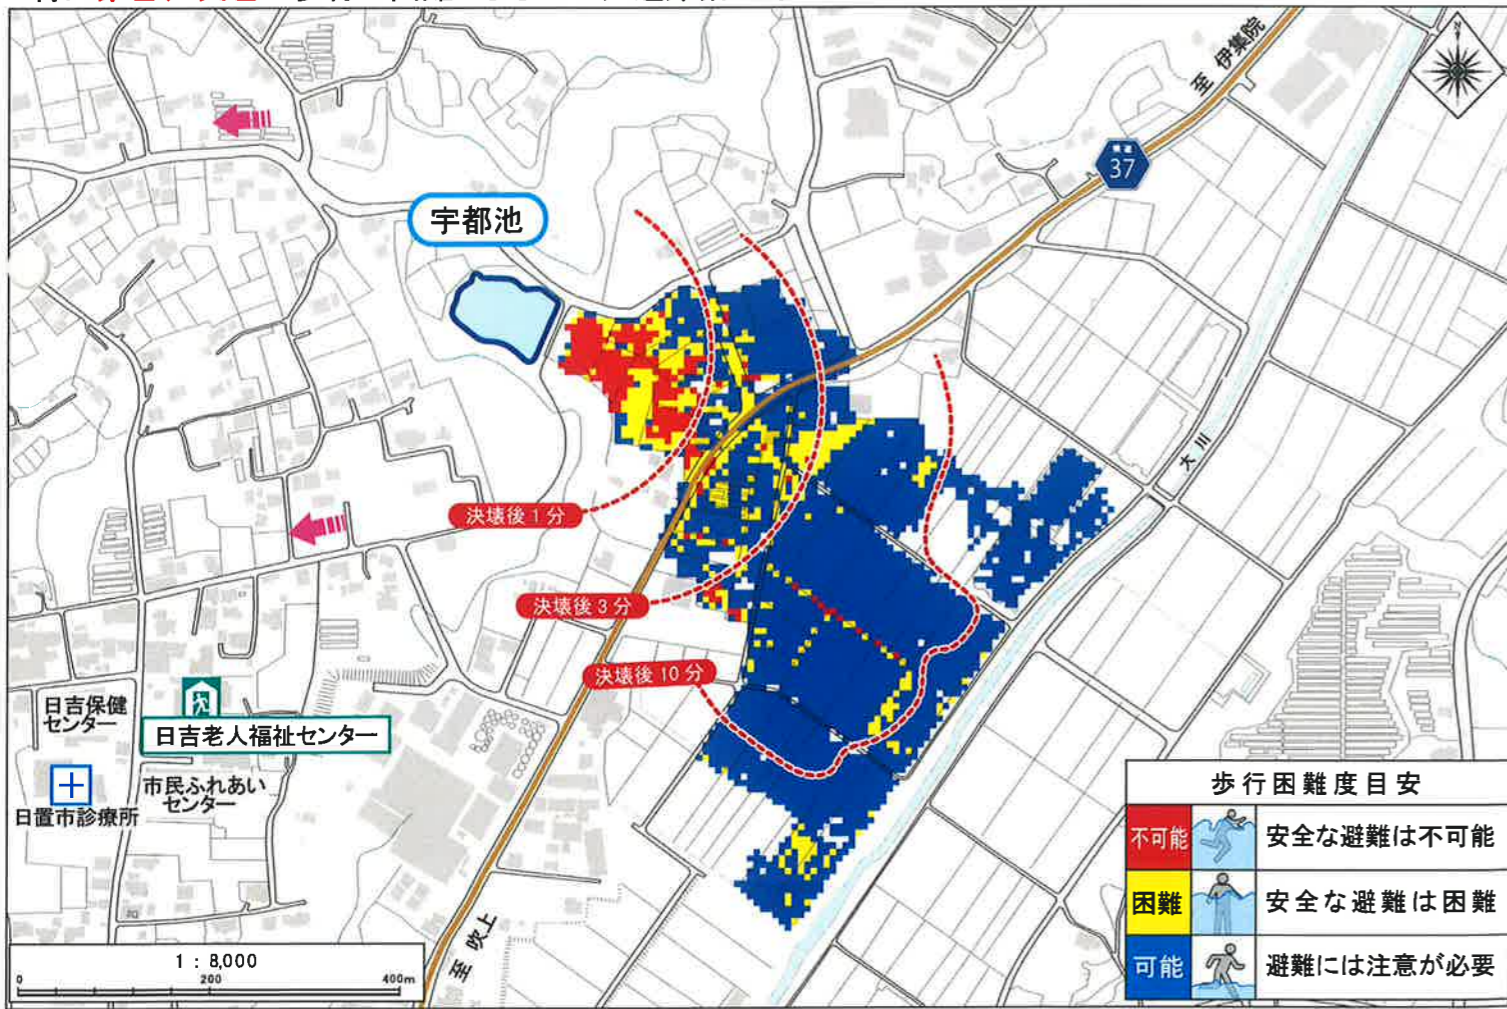 至 伊集院
N
県道
37
宇都池
大川
決壊後1分
決壊後3分
決壊後10分
日吉保健
センター
日吉老人福祉センター
市民ふれあい
センター
日置市診療所
至 吹上
1 : 8,000
0 200 400m
歩行困難度目安
不可能 安全な避難は不可能
困難 安全な避難は困難
可能 避難には注意が必要